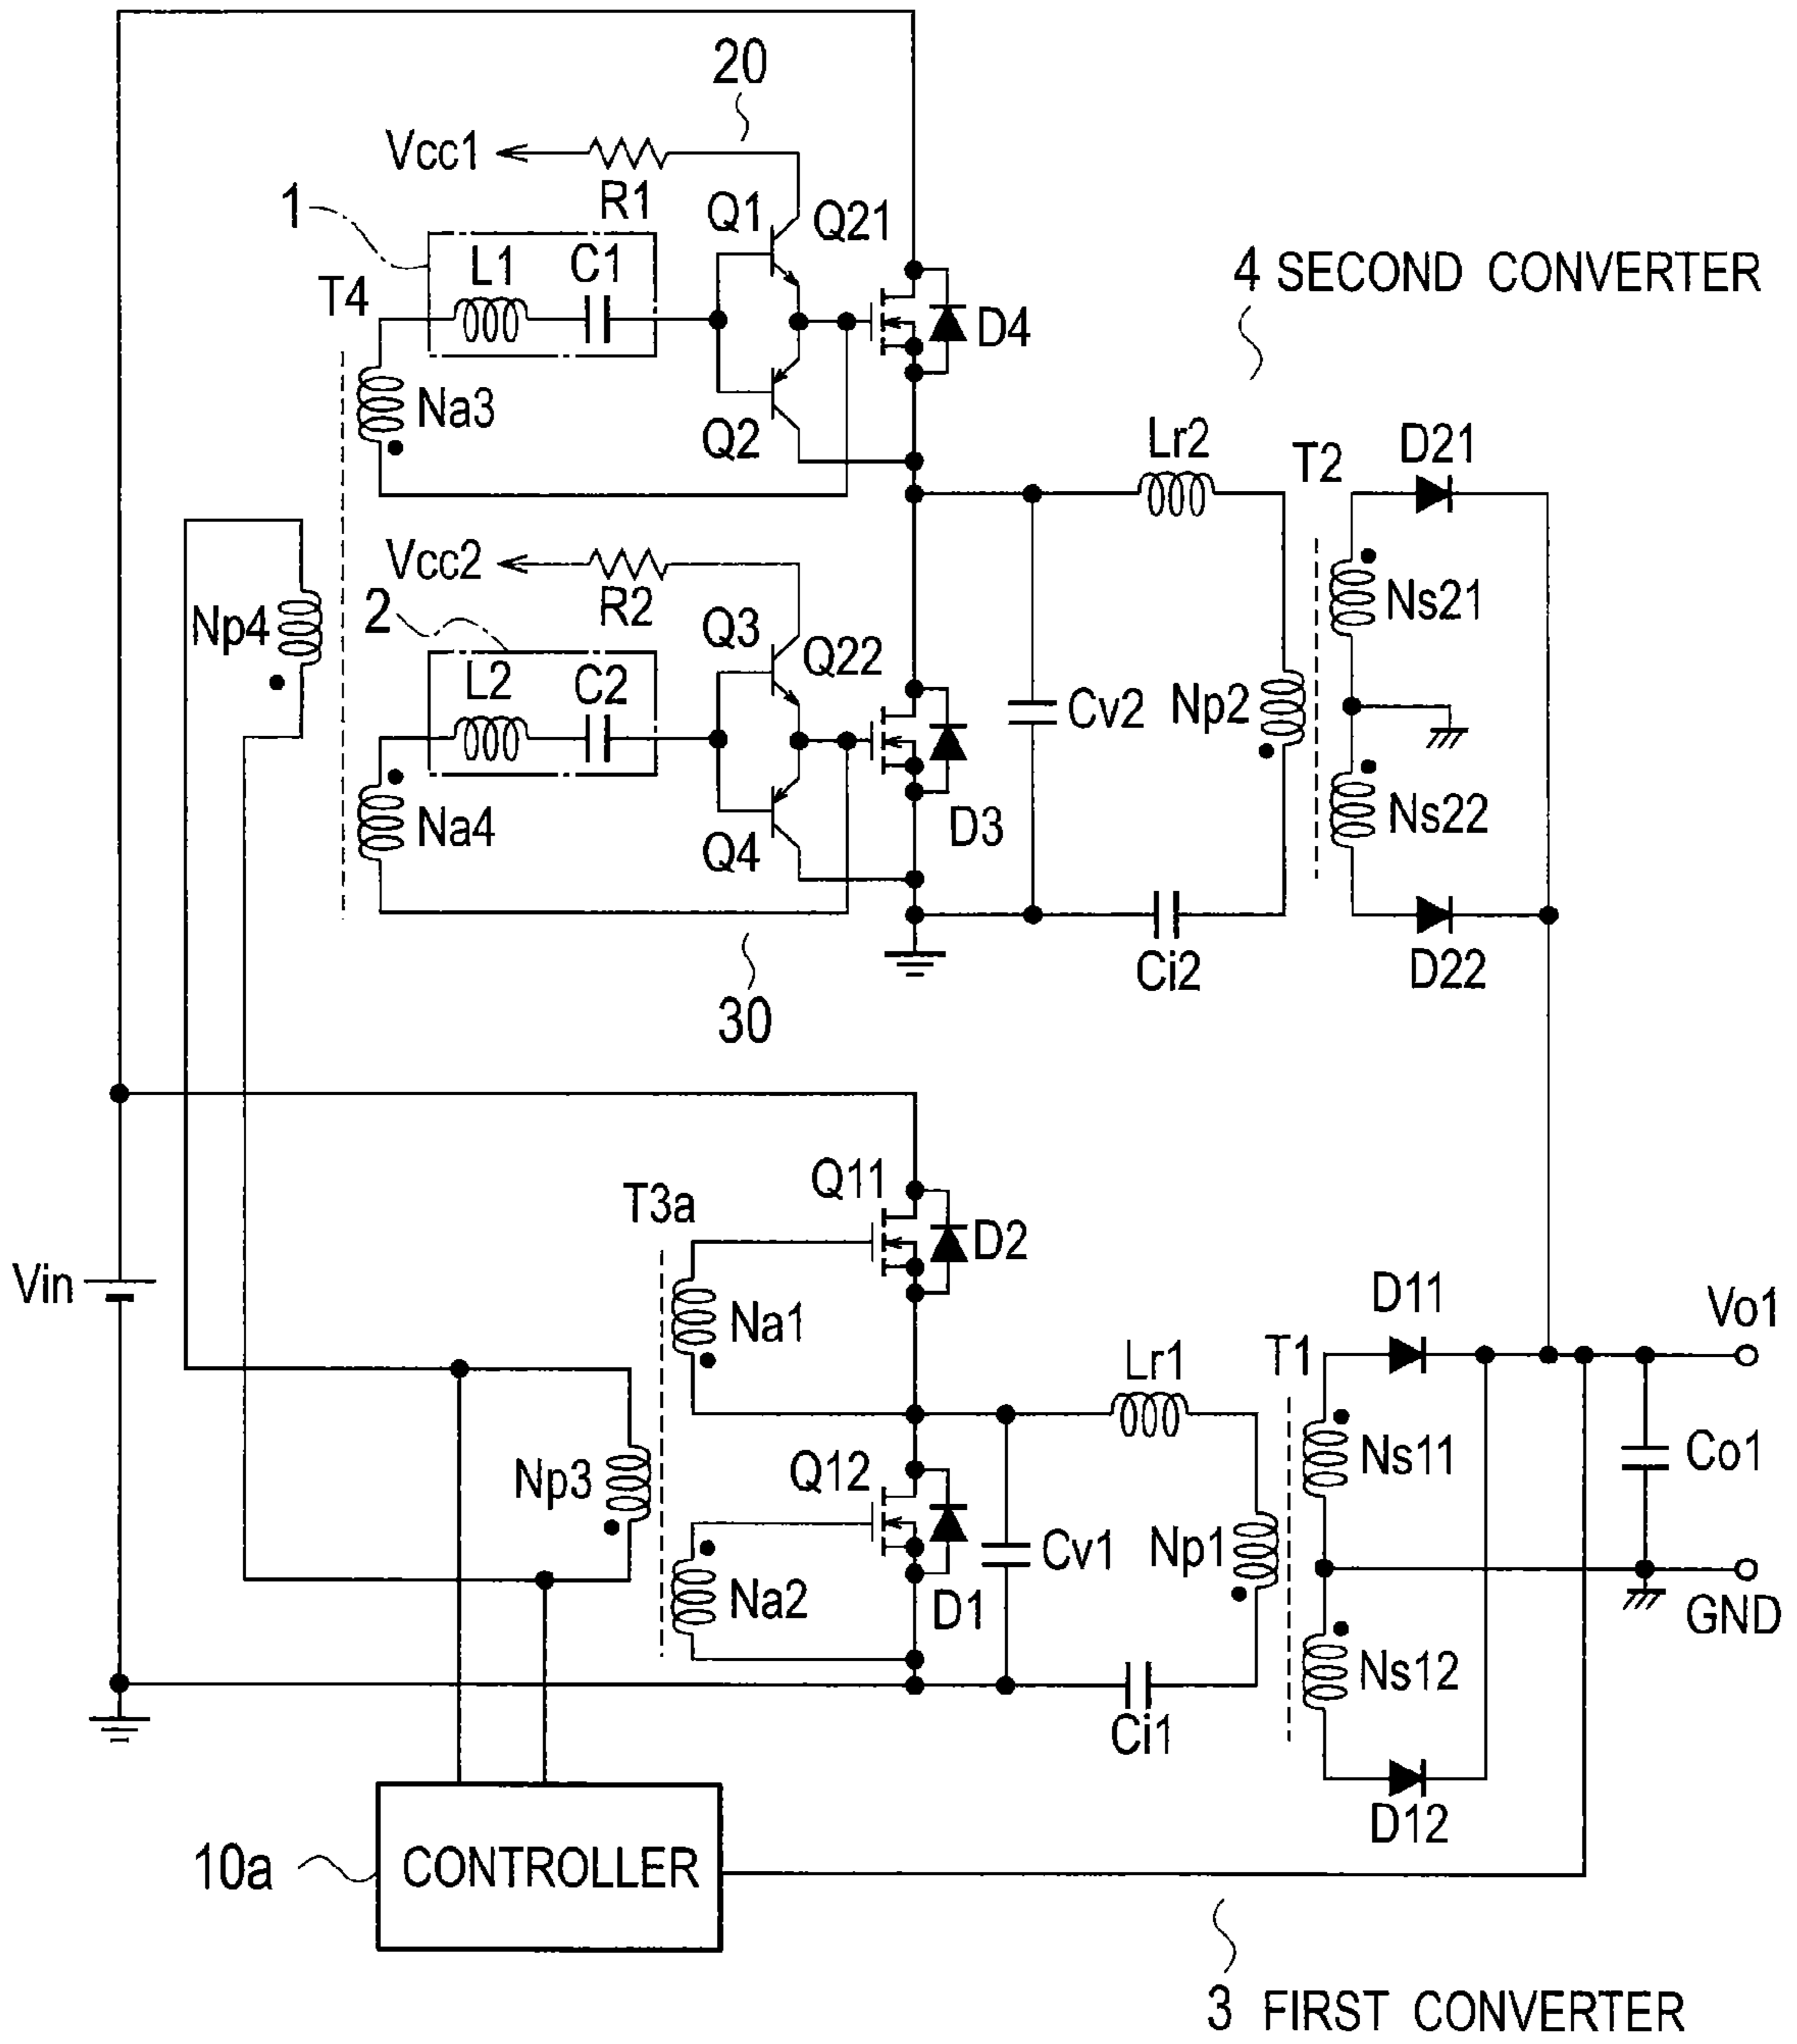 20
Vcc1
R1
Q1
Q21
1
L1
C1
T4
4 SECOND CONVERTER
D4
Na3
Q2
Lr2
T2
D21
Vcc2
R2
Ns21
Np4
2
Q3
Q22
L2
C2
Cv2
Np2
Na4
Q4
D3
Ns22
Ci2
D22
30
Q11
T3a
D2
Vin
Na1
D11
Vo1
Lr1
T1
Np3
Q12
Ns11
Co1
Na2
D1
Cv1
Np1
GND
Ns12
Ci1
D12
10a
CONTROLLER
3 FIRST CONVERTER